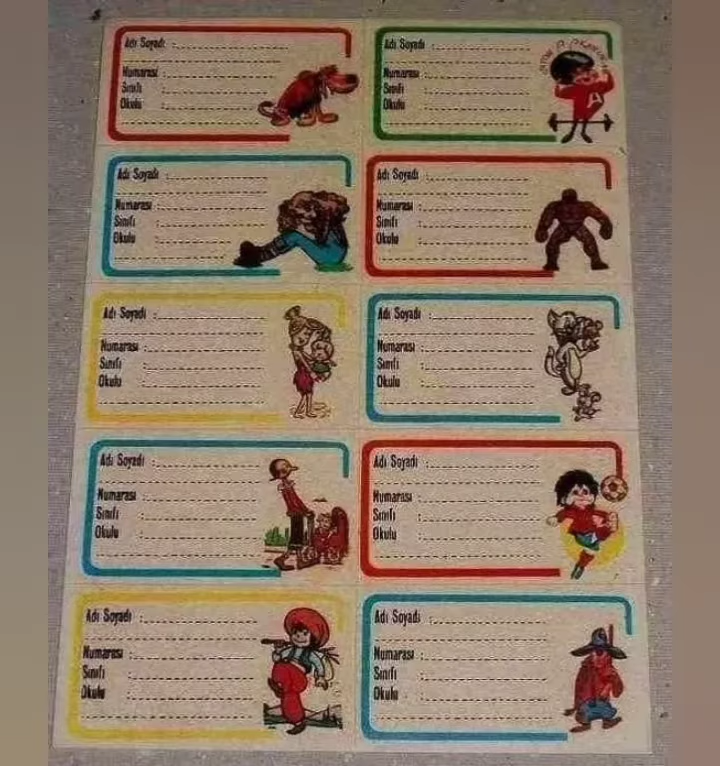 Adı Soyadı :
Numarası :
Sınıfı :
Okulu :
Adı Soyadı :
Numarası :
Sınıfı :
Okulu :
Adı Soyadı :
Numarası :
Sınıfı :
Okulu :
Adı Soyadı :
Numarası :
Sınıfı :
Okulu :
Adı Soyadı :
Numarası :
Sınıfı :
Okulu :
Adı Soyadı :
Numarası :
Sınıfı :
Okulu :
Adı Soyadı :
Numarası :
Sınıfı :
Okulu :
Adı Soyadı :
Numarası :
Sınıfı :
Okulu :
Adı Soyadı :
Numarası :
Sınıfı :
Okulu :
Adı Soyadı :
Numarası :
Sınıfı :
Okulu :